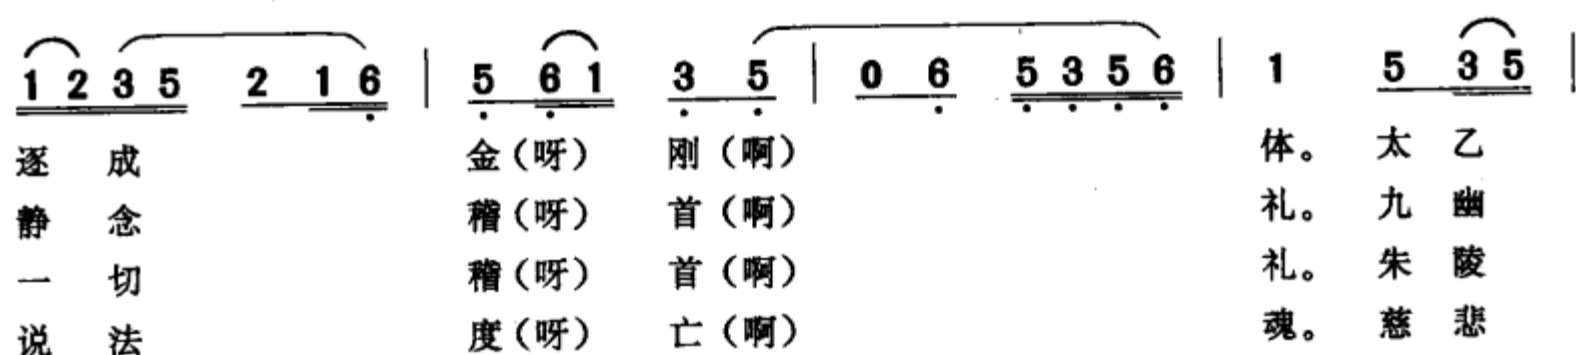 1 2 3 5 2 1 6 | 5 6 1 3 5 | 0 6 5 3 5 6 | 1 5 3 5 |
逐 成 金（呀） 刚（啊） 体。 太 乙
静 念 稽（呀） 首（啊） 礼。 九 幽
一 切 稽（呀） 首（啊） 礼。 朱 陵
说 法 度（呀） 亡（啊） 魂。 慈 悲